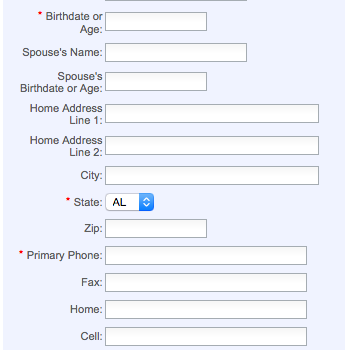 * Birthdate or
Age:
Spouse's Name:
Spouse's
Birthdate or Age:
Home Address
Line 1:
Home Address
Line 2:
City:
* State: AL
Zip:
* Primary Phone:
Fax:
Home:
Cell: